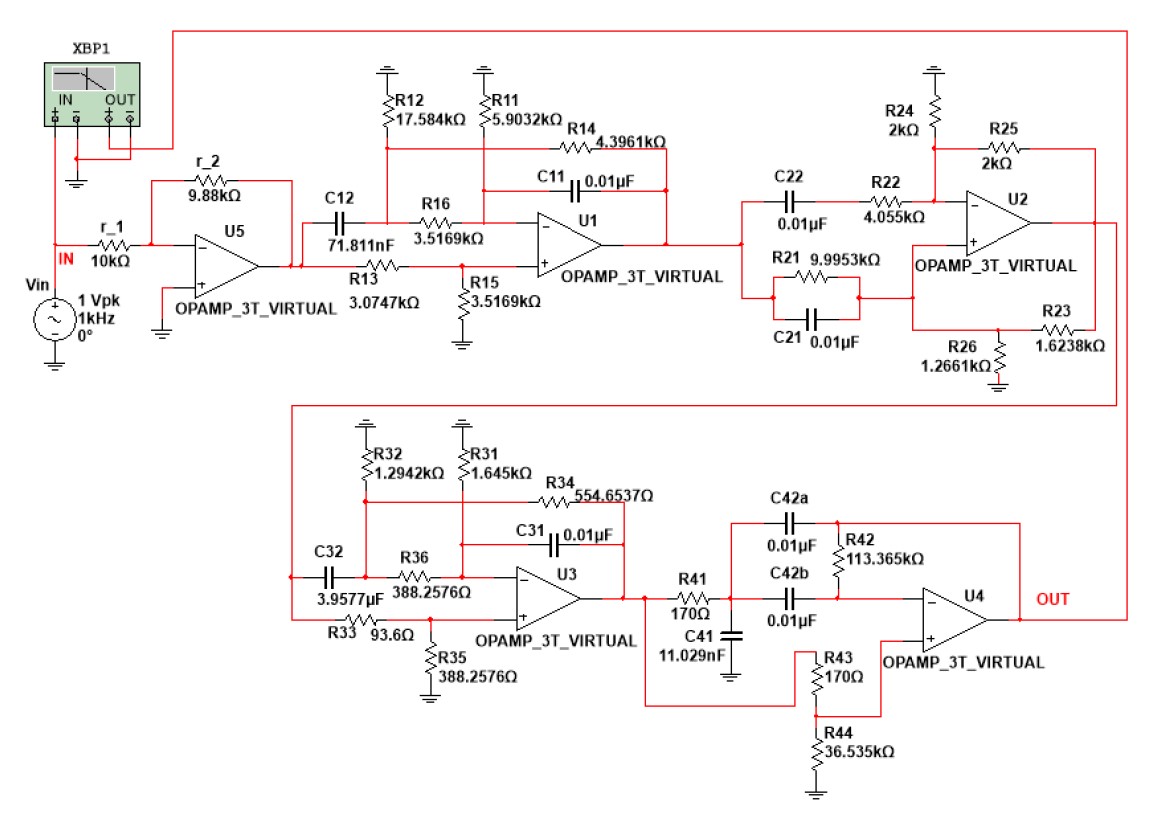 XBP1
IN OUT
+ − + −
r_2
9.88kΩ
r_1
10kΩ
IN
Vin
1 Vpk
1kHz
0°
U5
OPAMP_3T_VIRTUAL
R12
17.584kΩ
R11
5.9032kΩ
R14
4.3961kΩ
C11
0.01µF
C12
71.811nF
R16
3.5169kΩ
R13
3.0747kΩ
R15
3.5169kΩ
U1
OPAMP_3T_VIRTUAL
R24
2kΩ
R25
2kΩ
C22
0.01µF
R22
4.055kΩ
U2
OPAMP_3T_VIRTUAL
R21
9.9953kΩ
C21
0.01µF
R23
1.6238kΩ
R26
1.2661kΩ
R32
1.2942kΩ
R31
1.645kΩ
R34
554.6537Ω
C31
0.01µF
C32
3.9577µF
R36
388.2576Ω
R33
93.6Ω
R35
388.2576Ω
U3
OPAMP_3T_VIRTUAL
C42a
0.01µF
R42
113.365kΩ
C42b
0.01µF
R41
170Ω
C41
11.029nF
U4
OPAMP_3T_VIRTUAL
OUT
R43
170Ω
R44
36.535kΩ